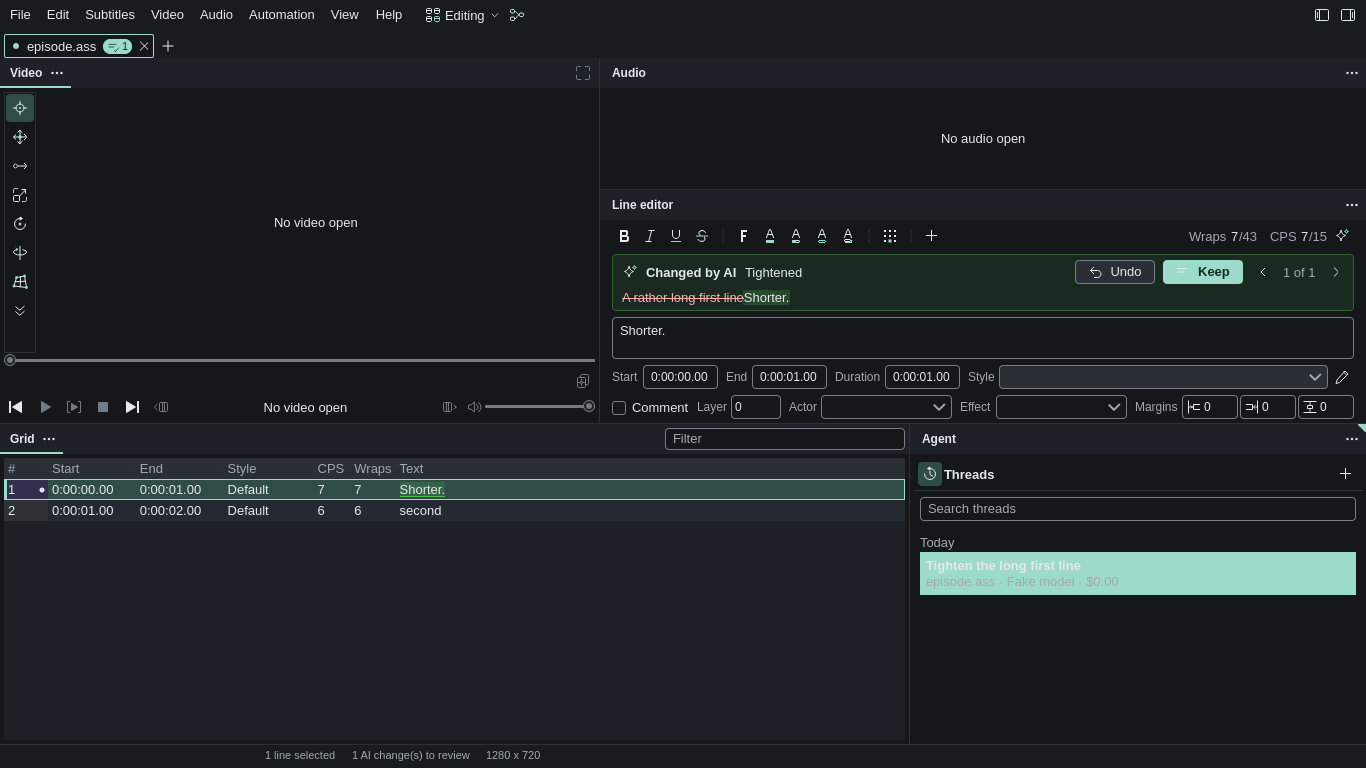 File Edit Subtitles Video Audio Automation View Help Editing
episode.ass 1
Video
No video open
No video open
Audio
No audio open
Line editor
B I U S F A A A A Wraps 7/43 CPS 7/15
Changed by AI Tightened Undo Keep 1 of 1
A rather long first lineShorter.
Shorter.
Start 0:00:00.00 End 0:00:01.00 Duration 0:00:01.00 Style
Comment Layer 0 Actor Effect Margins 0 0 0
Grid Filter
# Start End Style CPS Wraps Text
1 0:00:00.00 0:00:01.00 Default 7 7 Shorter.
2 0:00:01.00 0:00:02.00 Default 6 6 second
Agent
Threads
Search threads
Today
Tighten the long first line
episode.ass · Fake model · $0.00
1 line selected 1 AI change(s) to review 1280 x 720